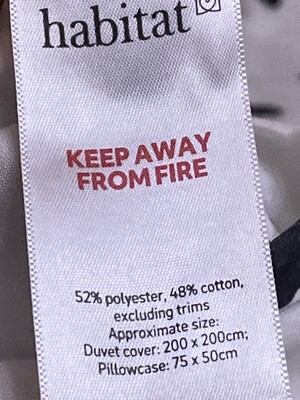 habitat
KEEP AWAY
FROM FIRE
52% polyester, 48% cotton,
excluding trims
Approximate size:
Duvet cover: 200 x 200cm;
Pillowcase: 75 x 50cm